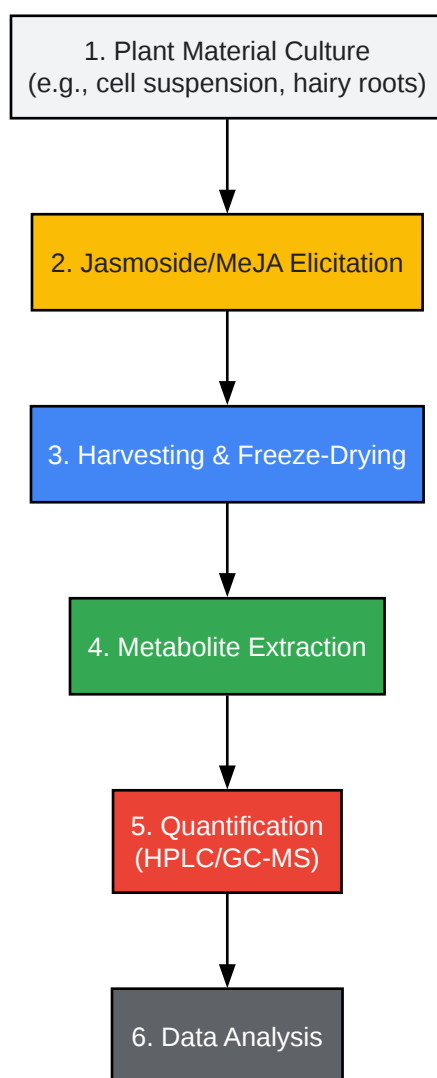 1. Plant Material Culture
(e.g., cell suspension, hairy roots)
2. Jasmoside/MeJA Elicitation
3. Harvesting & Freeze-Drying
4. Metabolite Extraction
5. Quantification
(HPLC/GC-MS)
6. Data Analysis